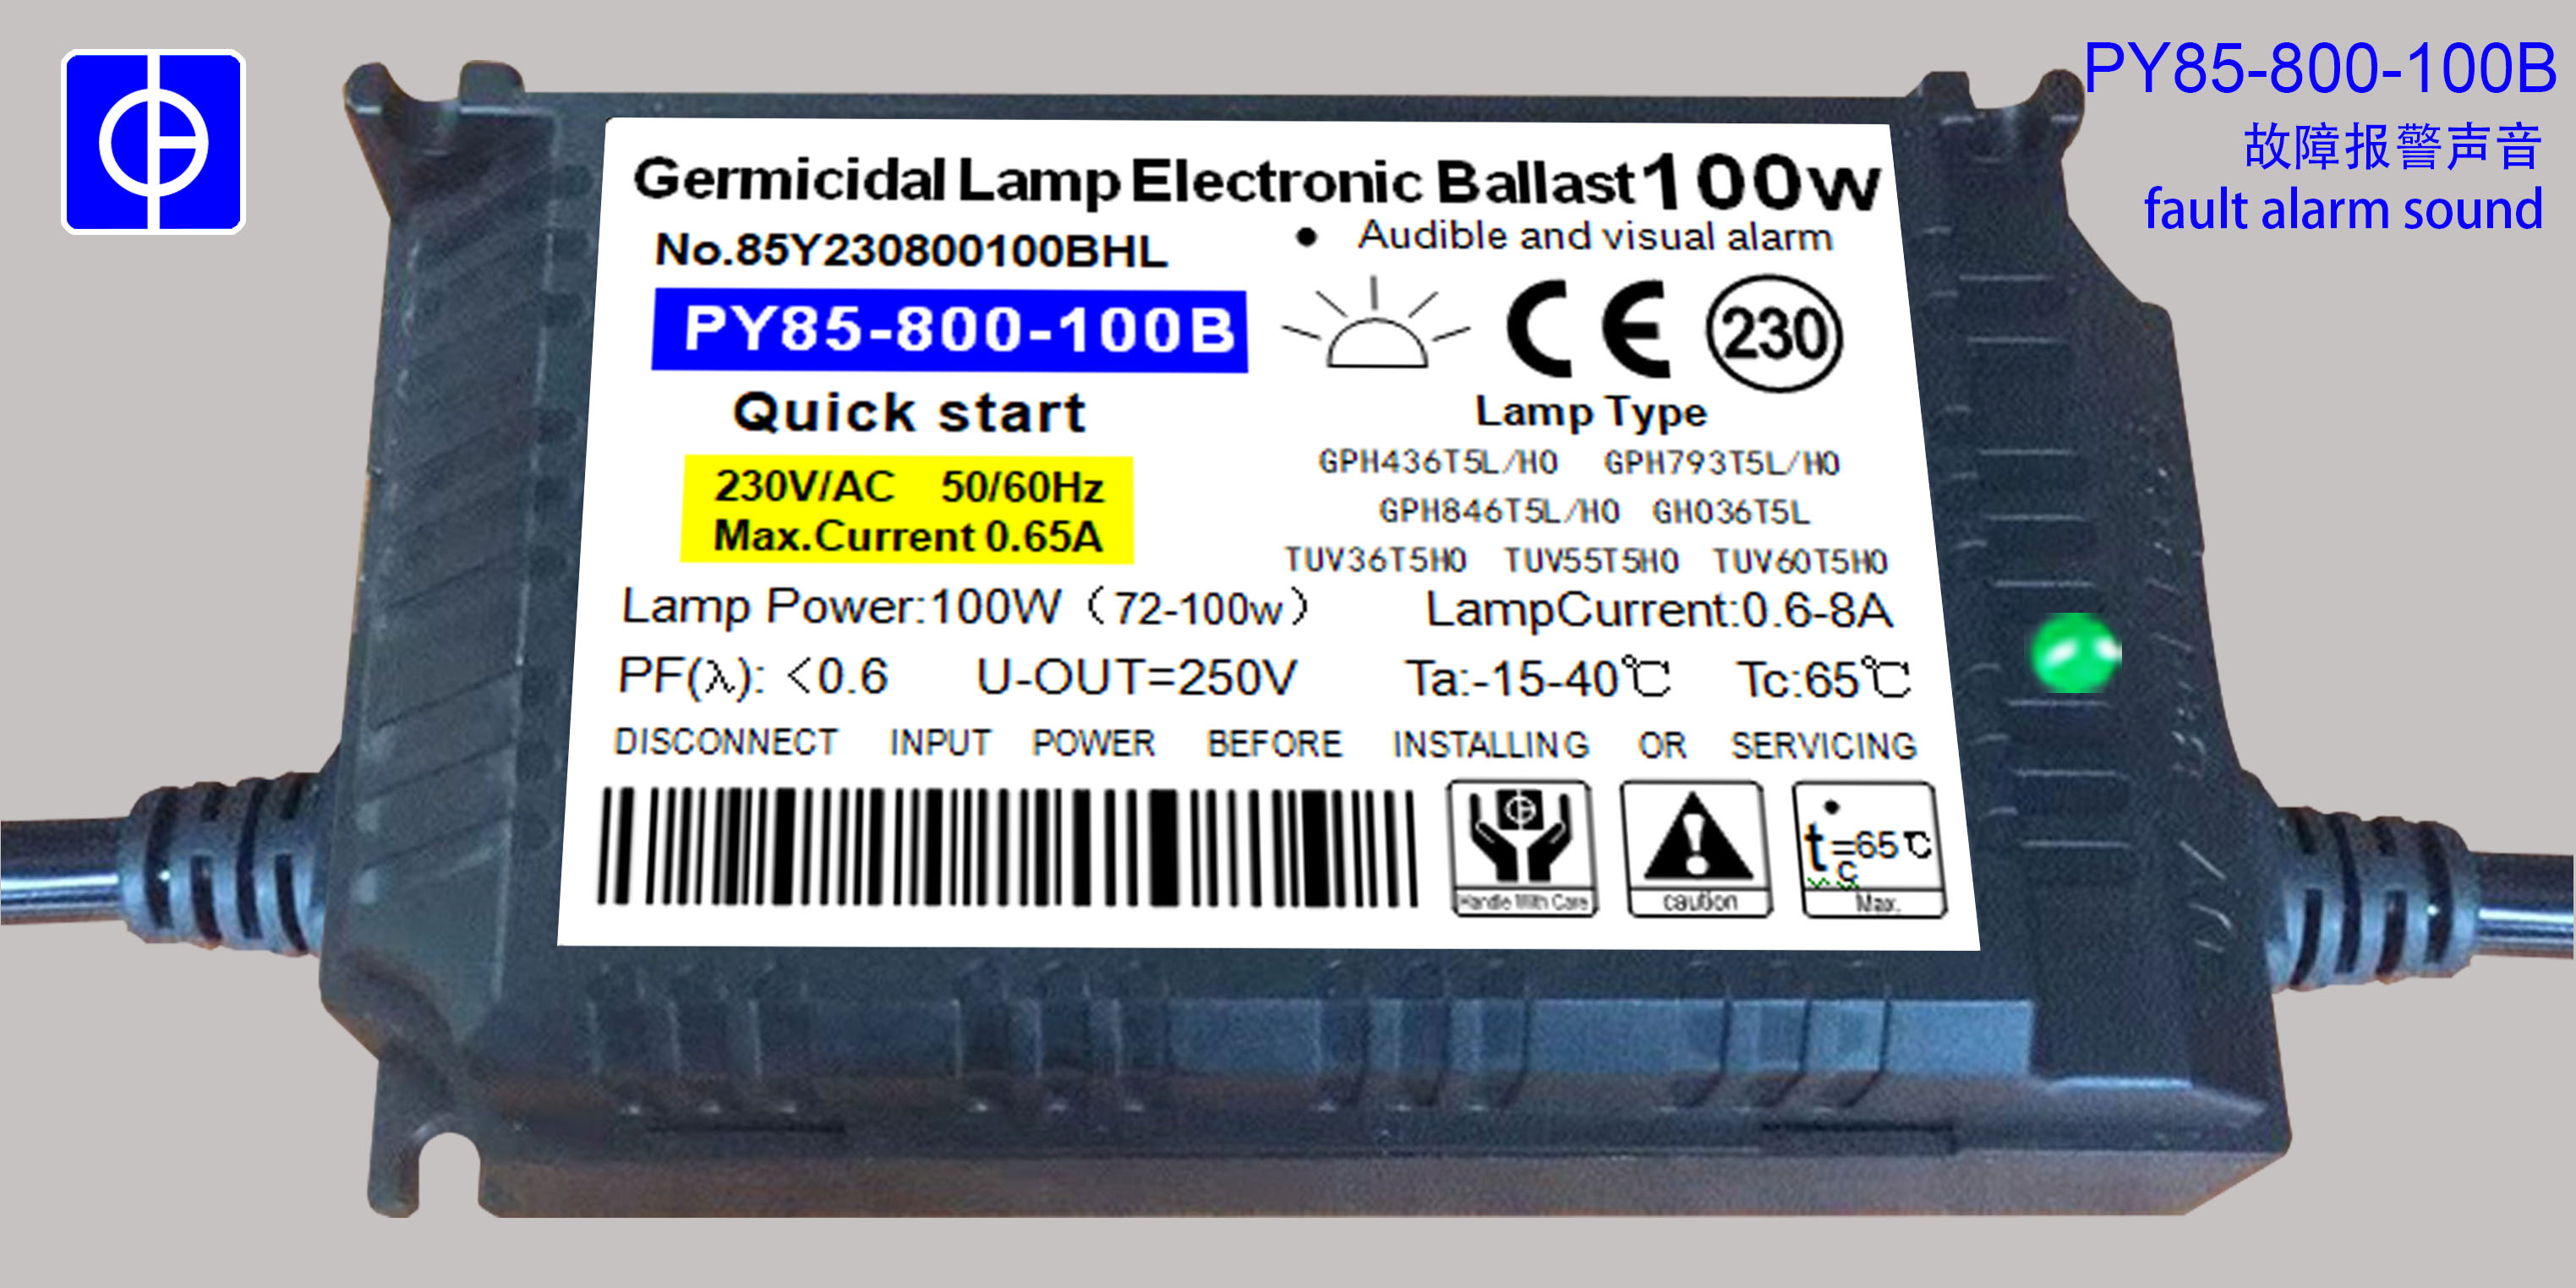 PY85-800-100B
故障报警声音
fault alarm sound
Germicidal Lamp Electronic Ballast 100w
No.85Y230800100BHL
● Audible and visual alarm
PY85-800-100B
CE 230
Quick start
Lamp Type
230V/AC 50/60Hz
Max.Current 0.65A
GPH436T5L/HO GPH793T5L/HO
GPH846T5L/HO GHO36T5L
TUV36T5HO TUV55T5HO TUV60T5HO
Lamp Power:100W（72-100w） LampCurrent:0.6-8A
PF(λ): <0.6 U-OUT=250V Ta:-15-40℃ Tc:65℃
DISCONNECT INPUT POWER BEFORE INSTALLING OR SERVICING
Handle With Care
caution
tc=65℃
Max.